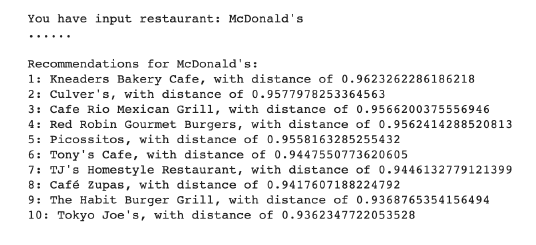 You have input restaurant: McDonald's
......
Recommendations for McDonald's:
1: Kneaders Bakery Cafe, with distance of 0.9623262286186218
2: Culver's, with distance of 0.9577978253364563
3: Cafe Rio Mexican Grill, with distance of 0.9566200375556946
4: Red Robin Gourmet Burgers, with distance of 0.9562414288520813
5: Picossitos, with distance of 0.9558163285255432
6: Tony's Cafe, with distance of 0.9447550773620605
7: TJ's Homestyle Restaurant, with distance of 0.9446132779121399
8: Café Zupas, with distance of 0.9417607188224792
9: The Habit Burger Grill, with distance of 0.9368765354156494
10: Tokyo Joe's, with distance of 0.9362347722053528